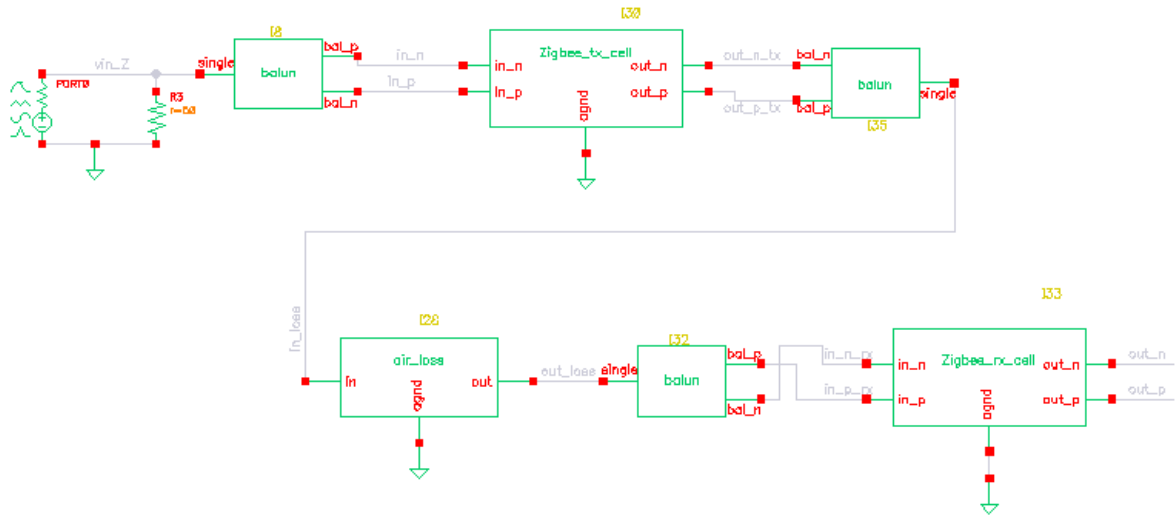 I8
I30
vin_Z
single
bal_p
balun
bal_n
in_n
In_p
Zigbee_tx_cell
in_n
out_n
In_p
out_p
agnd
out_n_tx
out_p_tx
bal_n
balun
bal_p
single
I35
PORT0
R3
r=50
In_loss
I28
air_loss
in
out
agnd
out_loss
I32
single
bal_p
balun
bal_n
in_n_rx
in_p_rx
I33
Zigbee_rx_cell
in_n
out_n
in_p
out_p
agnd
out_n
out_p